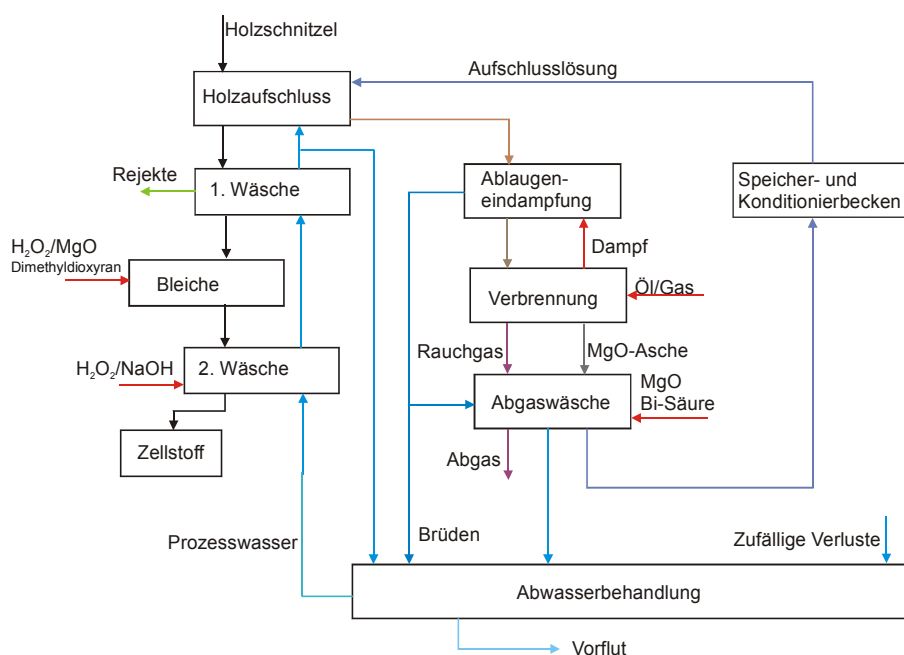 Holzschnitzel
Aufschlusslösung
Holzaufschluss
Rejekte
1. Wäsche
Ablaugen-
eindampfung
Speicher- und
Konditionierbecken
H₂O₂/MgO
Dimethyldioxyran
Dampf
Bleiche
Verbrennung
Öl/Gas
Rauchgas
MgO-Asche
H₂O₂/NaOH
2. Wäsche
MgO
Bi-Säure
Abgaswäsche
Zellstoff
Abgas
Prozesswasser
Brüden
Zufällige Verluste
Abwasserbehandlung
Vorflut